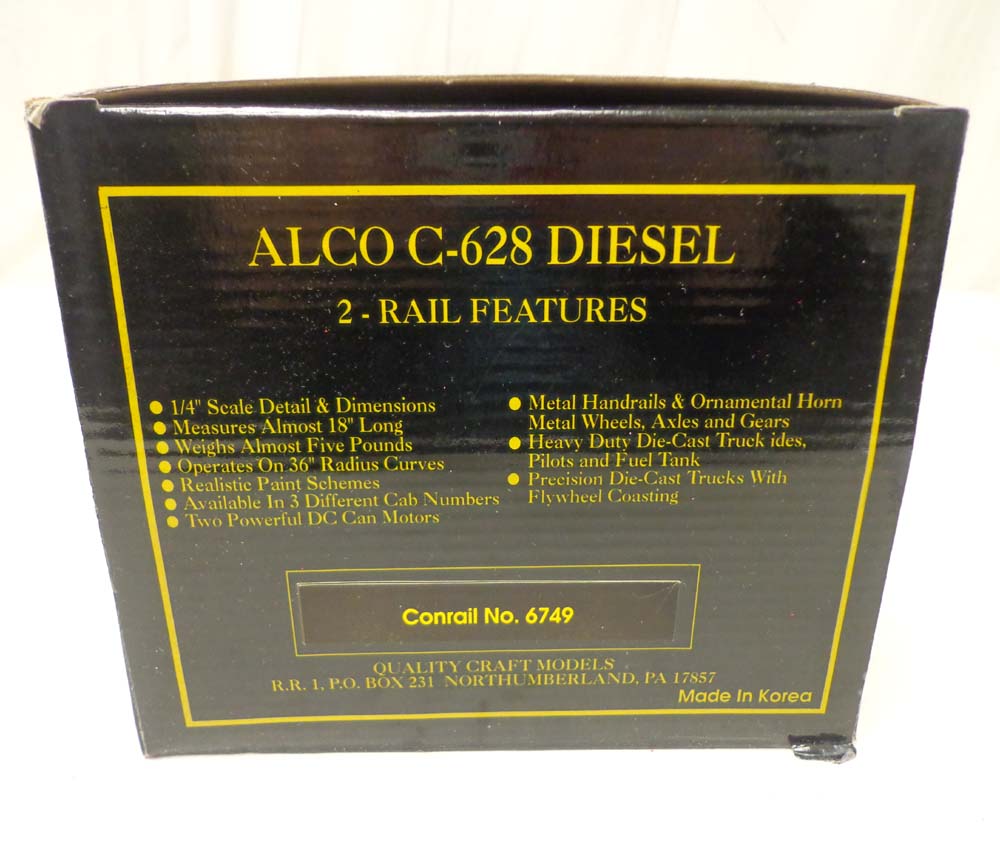 ALCO C-628 DIESEL
2 - RAIL FEATURES
● 1/4" Scale Detail & Dimensions
● Measures Almost 18" Long
● Weighs Almost Five Pounds
● Operates On 36" Radius Curves
● Realistic Paint Schemes
● Available In 3 Different Cab Numbers
● Two Powerful DC Can Motors
● Metal Handrails & Ornamental Horn
Metal Wheels, Axles and Gears
● Heavy Duty Die-Cast Truck ides,
Pilots and Fuel Tank
● Precision Die-Cast Trucks With
Flywheel Coasting
Conrail No. 6749
QUALITY CRAFT MODELS
R.R. 1, P.O. BOX 231 NORTHUMBERLAND, PA 17857
Made In Korea